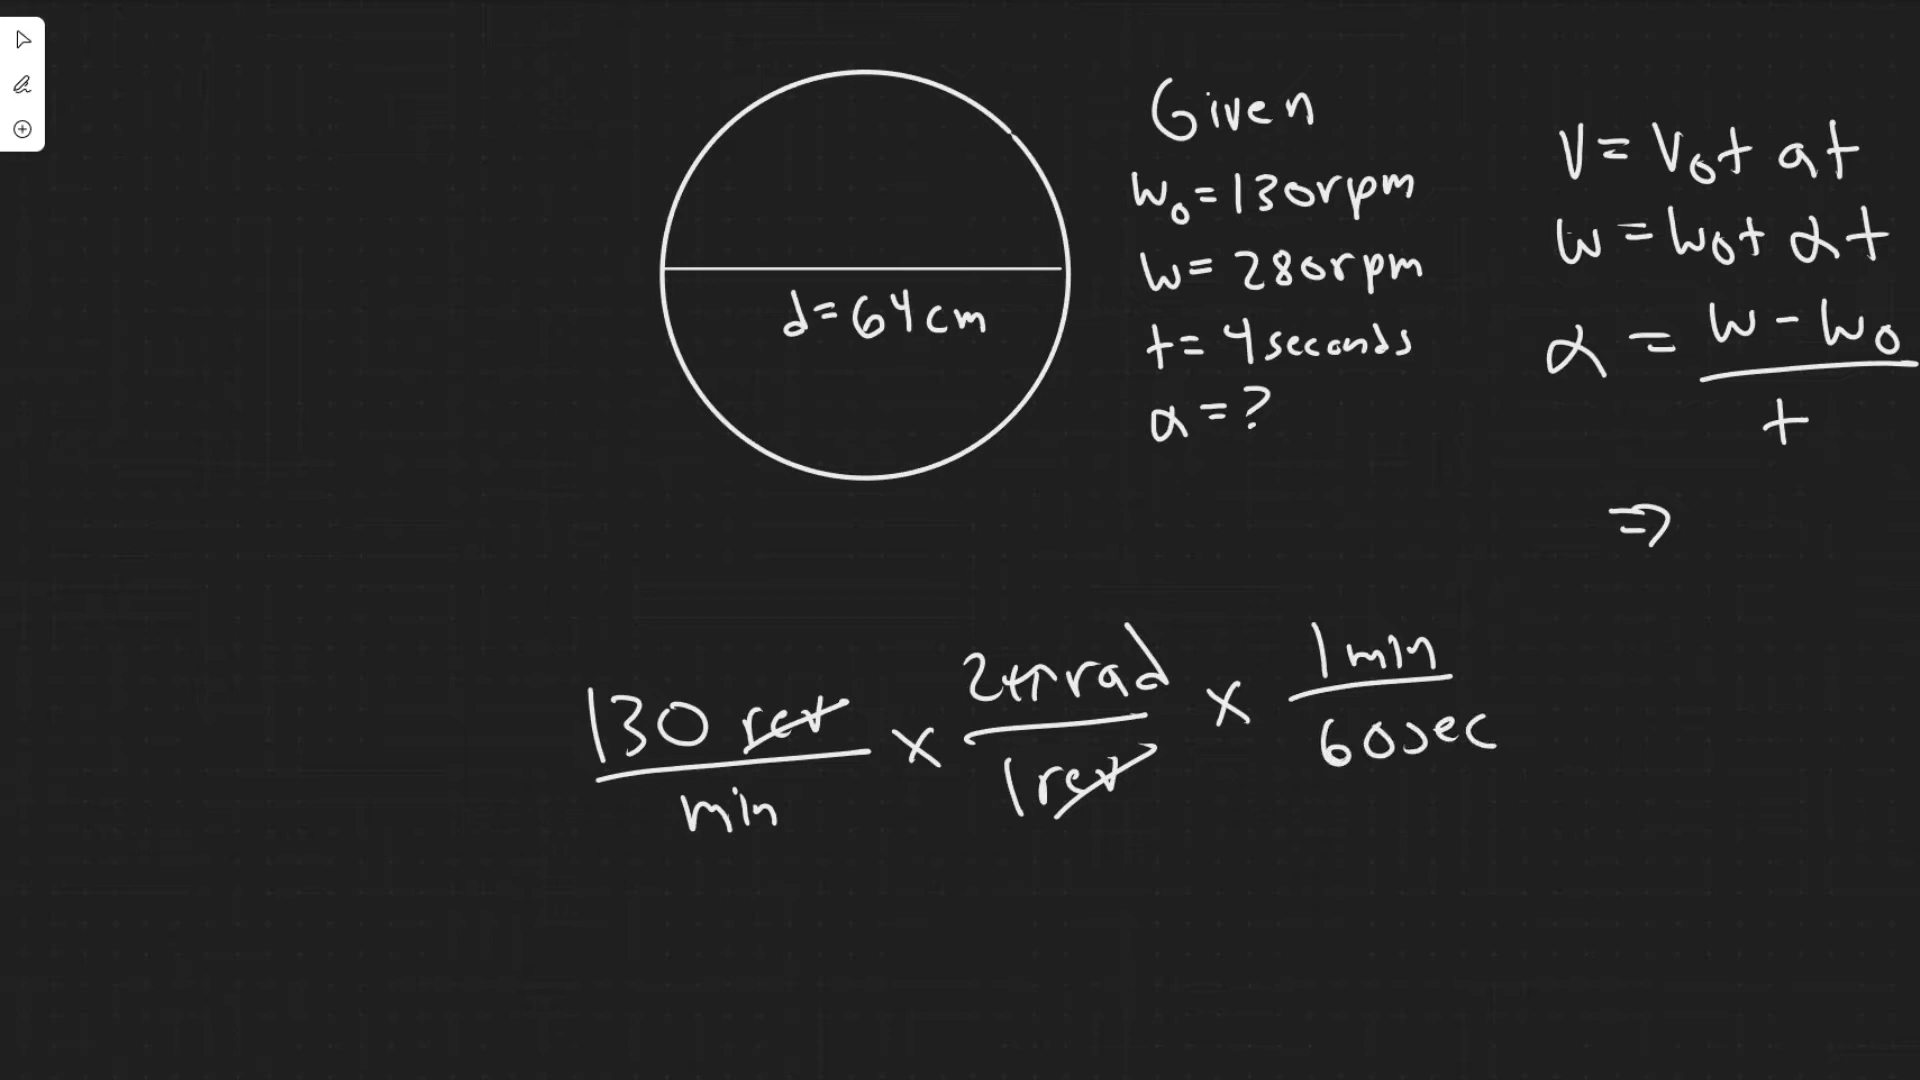 Given
w₀ = 130rpm
w = 280rpm
t = 4 seconds
α = ?
d = 64cm
V = V₀ + at
w = w₀ + αt
α = (w - w₀) / t
⇒
130 rev / min × 2π rad / 1 rev × 1 min / 60 sec